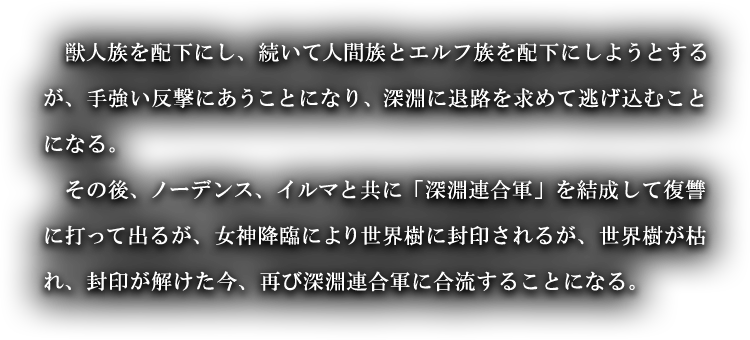 獣人族を配下にし、続いて人間族とエルフ族を配下にしようとする
が、手強い反撃にあうことになり、深淵に退路を求めて逃げ込むこと
になる。
　その後、ノーデンス、イルマと共に「深淵連合軍」を結成して復讐
に打って出るが、女神降臨により世界樹に封印されるが、世界樹が枯
れ、封印が解けた今、再び深淵連合軍に合流することになる。